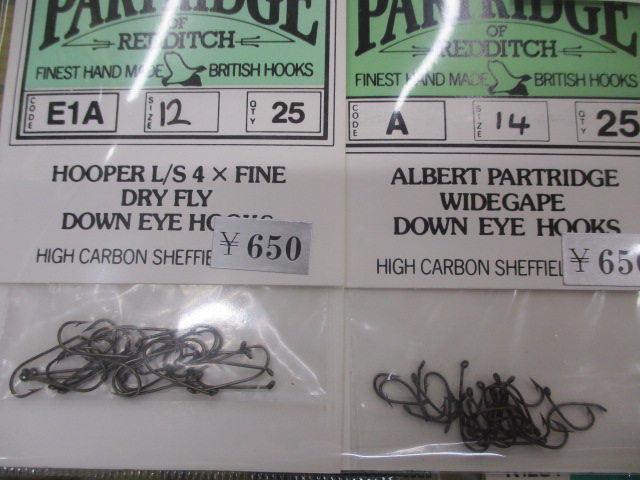 PARTRIDGE
OF
REDDITCH
FINEST HAND MADE BRITISH HOOKS
CODE E1A SIZE 12 QTY 25
HOOPER L/S 4 × FINE
DRY FLY
DOWN EYE HOOKS
HIGH CARBON SHEFFIE
¥650
PARTRIDGE
OF
REDDITCH
FINEST HAND MADE BRITISH HOOKS
CODE A SIZE 14 QTY 25
ALBERT PARTRIDGE
WIDEGAPE
DOWN EYE HOOKS
HIGH CARBON SHEFFIEL
¥650